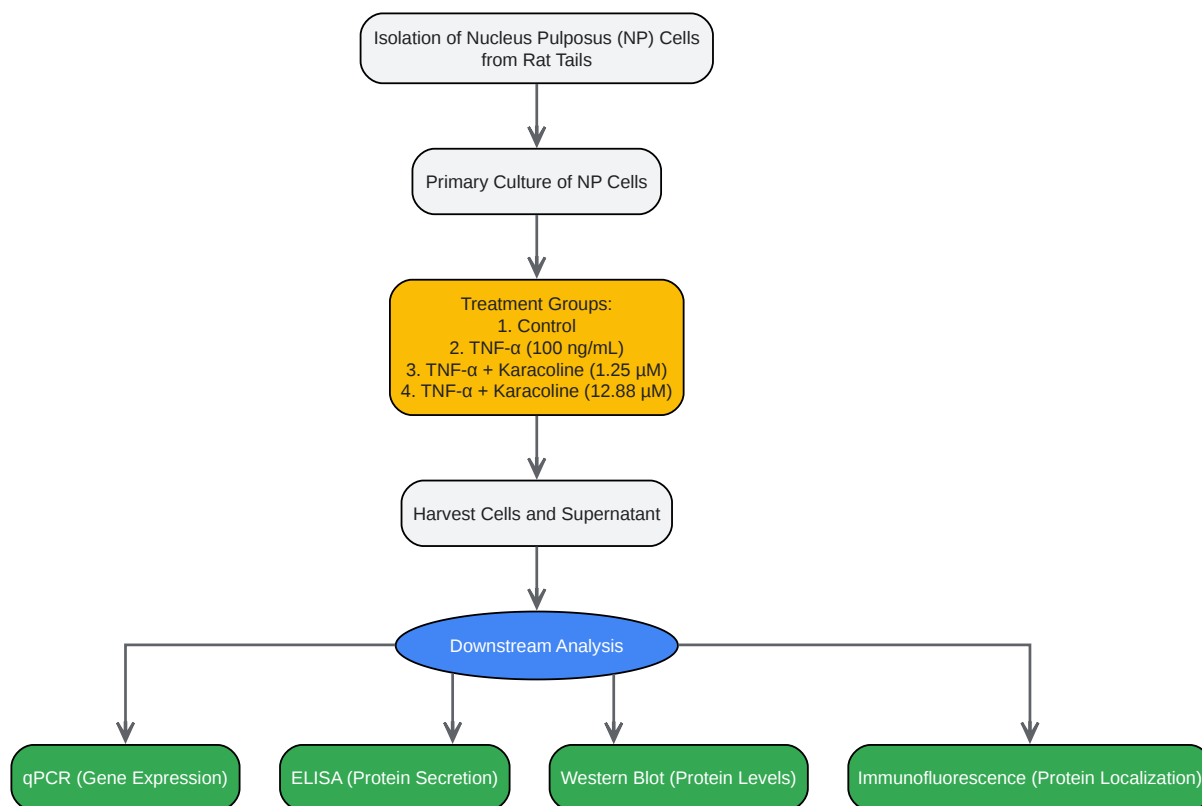 Isolation of Nucleus Pulposus (NP) Cells
from Rat Tails
Primary Culture of NP Cells
Treatment Groups:
1. Control
2. TNF-α (100 ng/mL)
3. TNF-α + Karacoline (1.25 µM)
4. TNF-α + Karacoline (12.88 µM)
Harvest Cells and Supernatant
Downstream Analysis
qPCR (Gene Expression)
ELISA (Protein Secretion)
Western Blot (Protein Levels)
Immunofluorescence (Protein Localization)